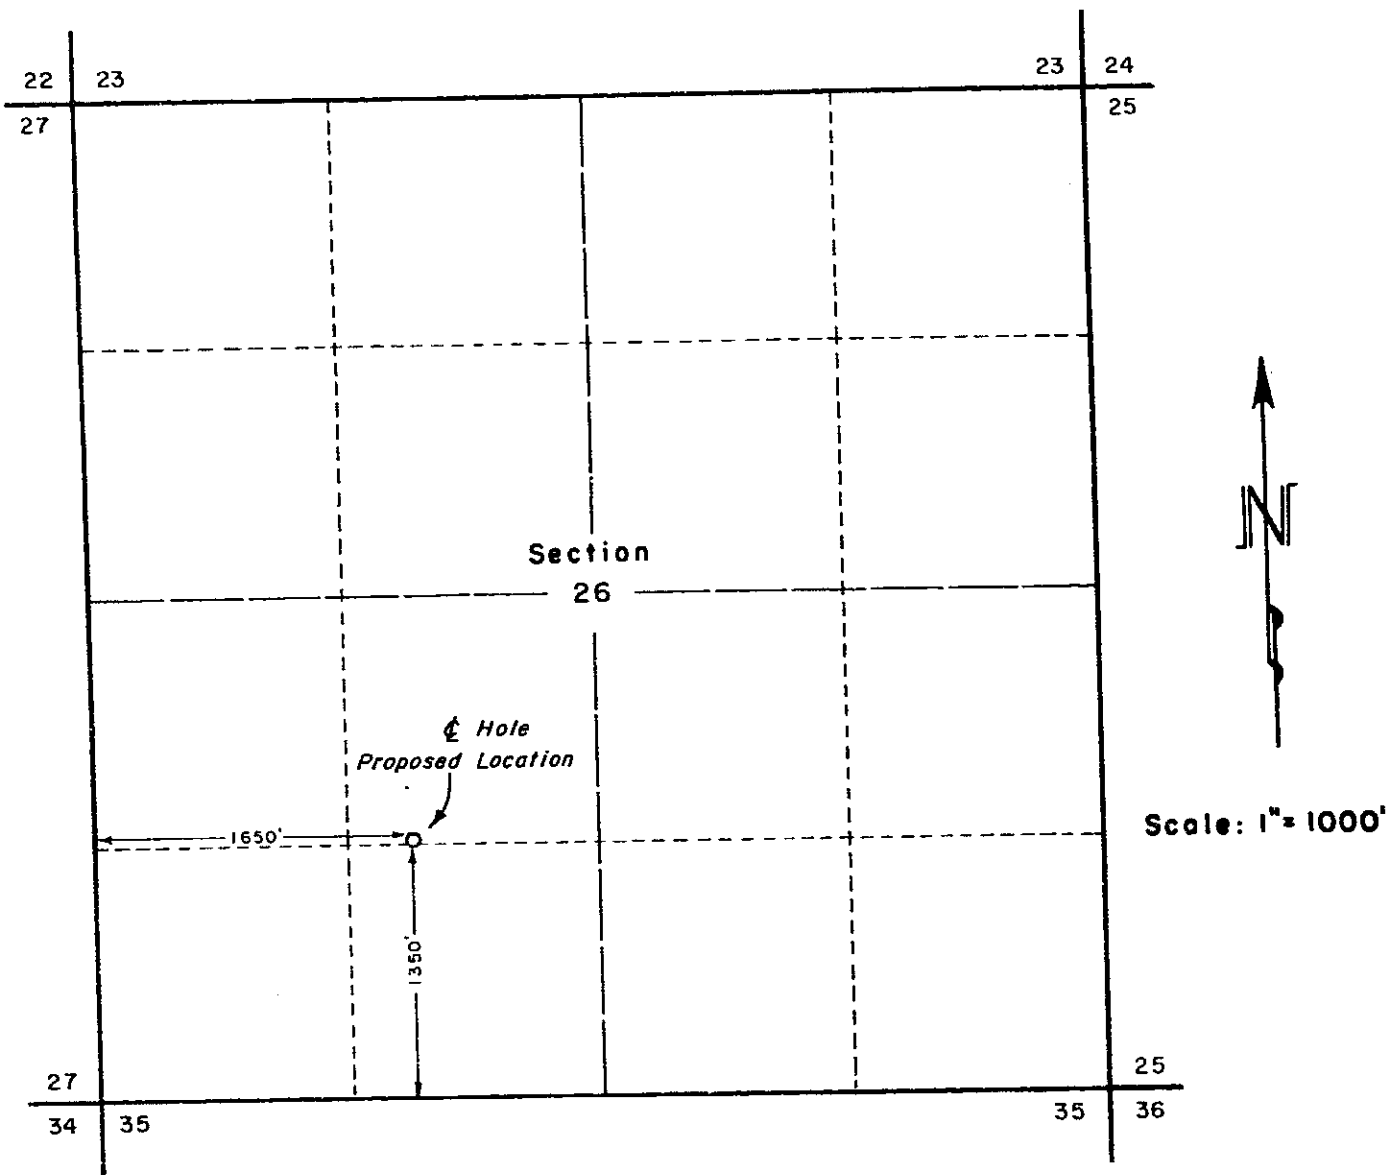 22 23
23 24
27
25
Section
26
℄ Hole
Proposed Location
1650'
Scale: 1"= 1000'
1350'
N
27
25
34 35
35 36